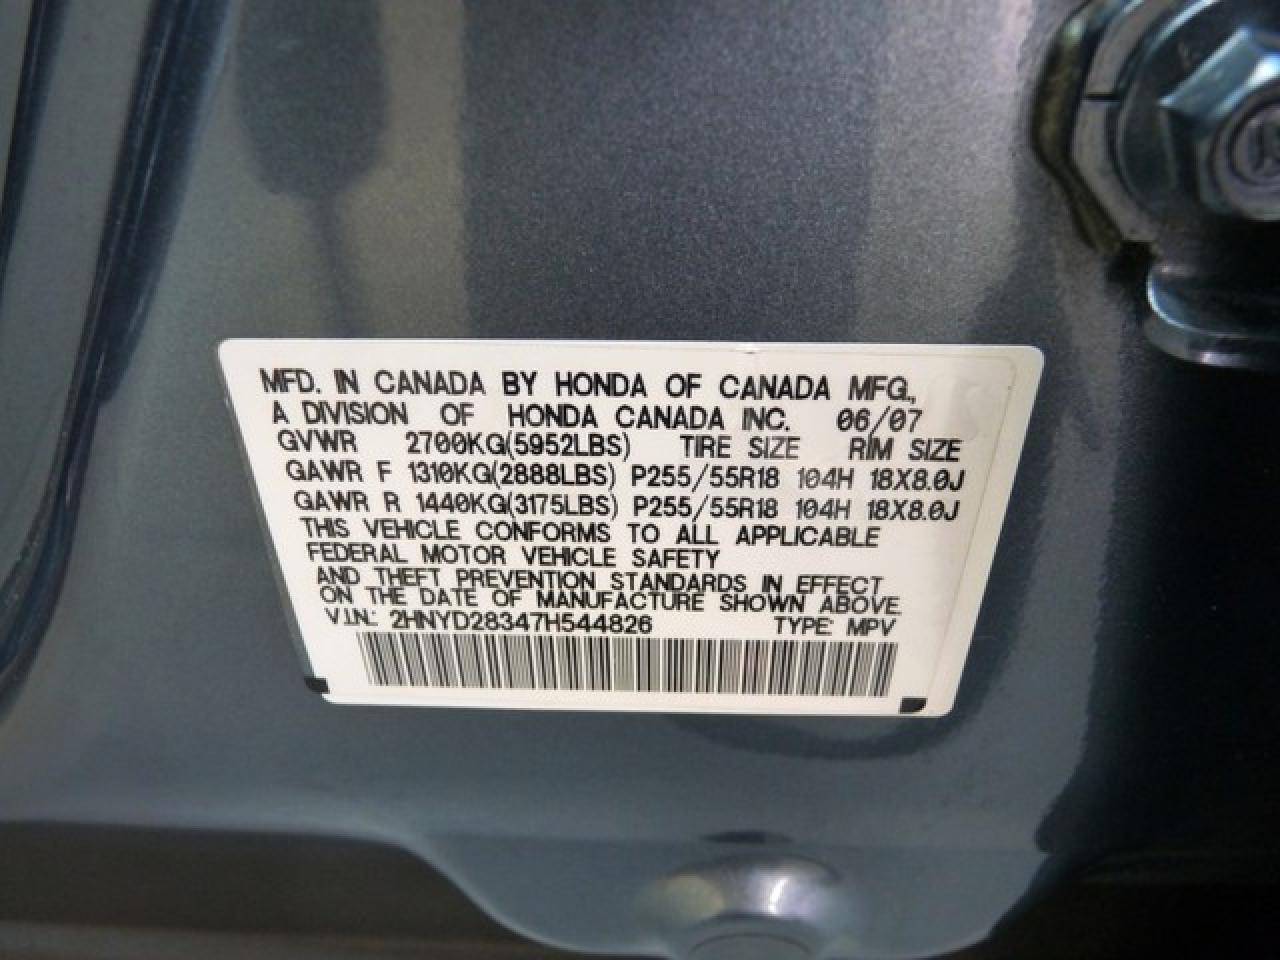 MFD. IN CANADA BY HONDA OF CANADA MFG.,
A DIVISION OF HONDA CANADA INC. 06/07
GVWR 2700KG(5952LBS) TIRE SIZE RIM SIZE
GAWR F 1310KG(2888LBS) P255/55R18 104H 18X8.0J
GAWR R 1440KG(3175LBS) P255/55R18 104H 18X8.0J
THIS VEHICLE CONFORMS TO ALL APPLICABLE
FEDERAL MOTOR VEHICLE SAFETY
AND THEFT PREVENTION STANDARDS IN EFFECT
ON THE DATE OF MANUFACTURE SHOWN ABOVE.
V.I.N.: 2HNYD28347H544826 TYPE: MPV